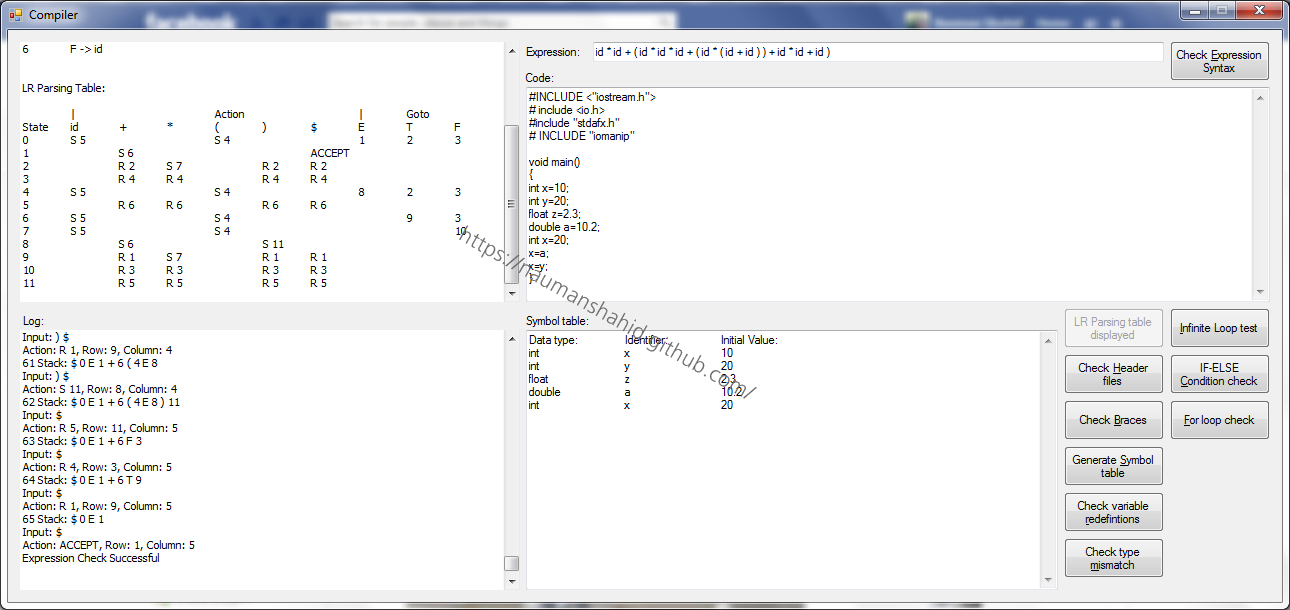 Compiler
6 F -> id
LR Parsing Table:
| Action | Goto
State id + * ( ) $ E T F
0 S 5 S 4 1 2 3
1 S 6 ACCEPT
2 R 2 S 7 R 2 R 2
3 R 4 R 4 R 4 R 4
4 S 5 S 4 8 2 3
5 R 6 R 6 R 6 R 6
6 S 5 S 4 9 3
7 S 5 S 4 10
8 S 6 S 11
9 R 1 S 7 R 1 R 1
10 R 3 R 3 R 3 R 3
11 R 5 R 5 R 5 R 5
Expression: id * id + ( id * id * id + ( id * ( id + id ) ) + id * id + id )
Check Expression
Syntax
Code:
#INCLUDE <"iostream.h">
# include <io.h>
#include "stdafx.h"
# INCLUDE "iomanip"
void main()
{
int x=10;
int y=20;
float z=2.3;
double a=10.2;
int x=20;
x=a;
x=y;
}
https://naumanshahid.github.com/
Log:
Input: ) $
Action: R 1, Row: 9, Column: 4
61 Stack: $ 0 E 1 + 6 ( 4 E 8
Input: ) $
Action: S 11, Row: 8, Column: 4
62 Stack: $ 0 E 1 + 6 ( 4 E 8 ) 11
Input: $
Action: R 5, Row: 11, Column: 5
63 Stack: $ 0 E 1 + 6 F 3
Input: $
Action: R 4, Row: 3, Column: 5
64 Stack: $ 0 E 1 + 6 T 9
Input: $
Action: R 1, Row: 9, Column: 5
65 Stack: $ 0 E 1
Input: $
Action: ACCEPT, Row: 1, Column: 5
Expression Check Successful
Symbol table:
Data type: Identifier: Initial Value:
int x 10
int y 20
float z 2.3
double a 10.2
int x 20
LR Parsing table
displayed
Infinite Loop test
Check Header
files
IF-ELSE
Condition check
Check Braces
For loop check
Generate Symbol
table
Check variable
redefintions
Check type
mismatch